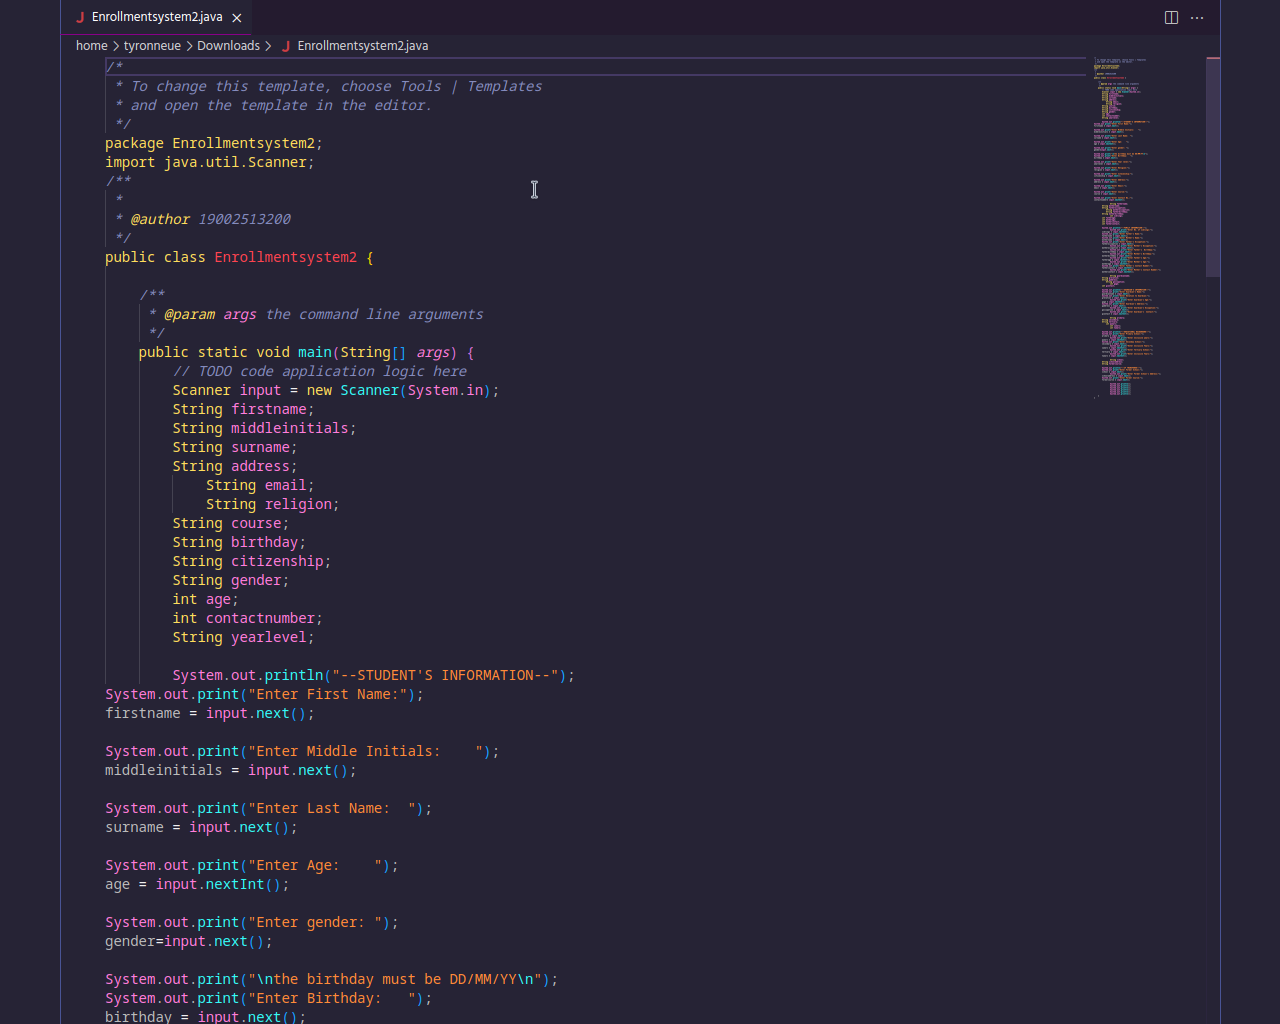 Enrollmentsystem2.java
home > tyronneue > Downloads > Enrollmentsystem2.java
/*
 * To change this template, choose Tools | Templates
 * and open the template in the editor.
 */
package Enrollmentsystem2;
import java.util.Scanner;
/**
 *
 * @author 19002513200
 */
public class Enrollmentsystem2 {

    /**
     * @param args the command line arguments
     */
    public static void main(String[] args) {
        // TODO code application logic here
        Scanner input = new Scanner(System.in);
        String firstname;
        String middleinitials;
        String surname;
        String address;
            String email;
            String religion;
        String course;
        String birthday;
        String citizenship;
        String gender;
        int age;
        int contactnumber;
        String yearlevel;

        System.out.println("--STUDENT'S INFORMATION--");
System.out.print("Enter First Name:");
firstname = input.next();

System.out.print("Enter Middle Initials:    ");
middleinitials = input.next();

System.out.print("Enter Last Name:  ");
surname = input.next();

System.out.print("Enter Age:    ");
age = input.nextInt();

System.out.print("Enter gender: ");
gender=input.next();

System.out.print("\nthe birthday must be DD/MM/YY\n");
System.out.print("Enter Birthday:   ");
birthday = input.next();